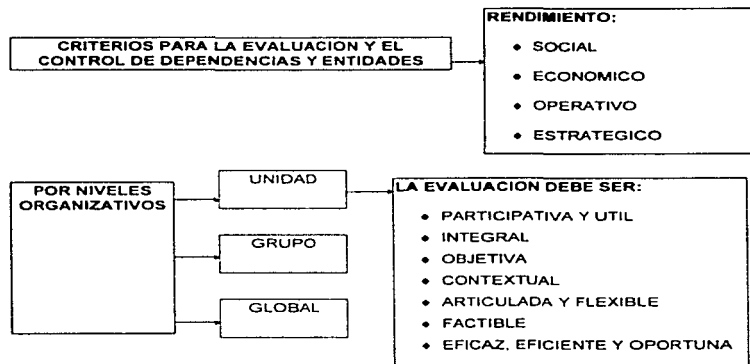 CRITERIOS PARA LA EVALUACION Y EL
CONTROL DE DEPENDENCIAS Y ENTIDADES
RENDIMIENTO:
• SOCIAL
• ECONOMICO
• OPERATIVO
• ESTRATEGICO
POR NIVELES
ORGANIZATIVOS
UNIDAD
GRUPO
GLOBAL
LA EVALUACION DEBE SER:
• PARTICIPATIVA Y UTIL
• INTEGRAL
• OBJETIVA
• CONTEXTUAL
• ARTICULADA Y FLEXIBLE
• FACTIBLE
• EFICAZ, EFICIENTE Y OPORTUNA